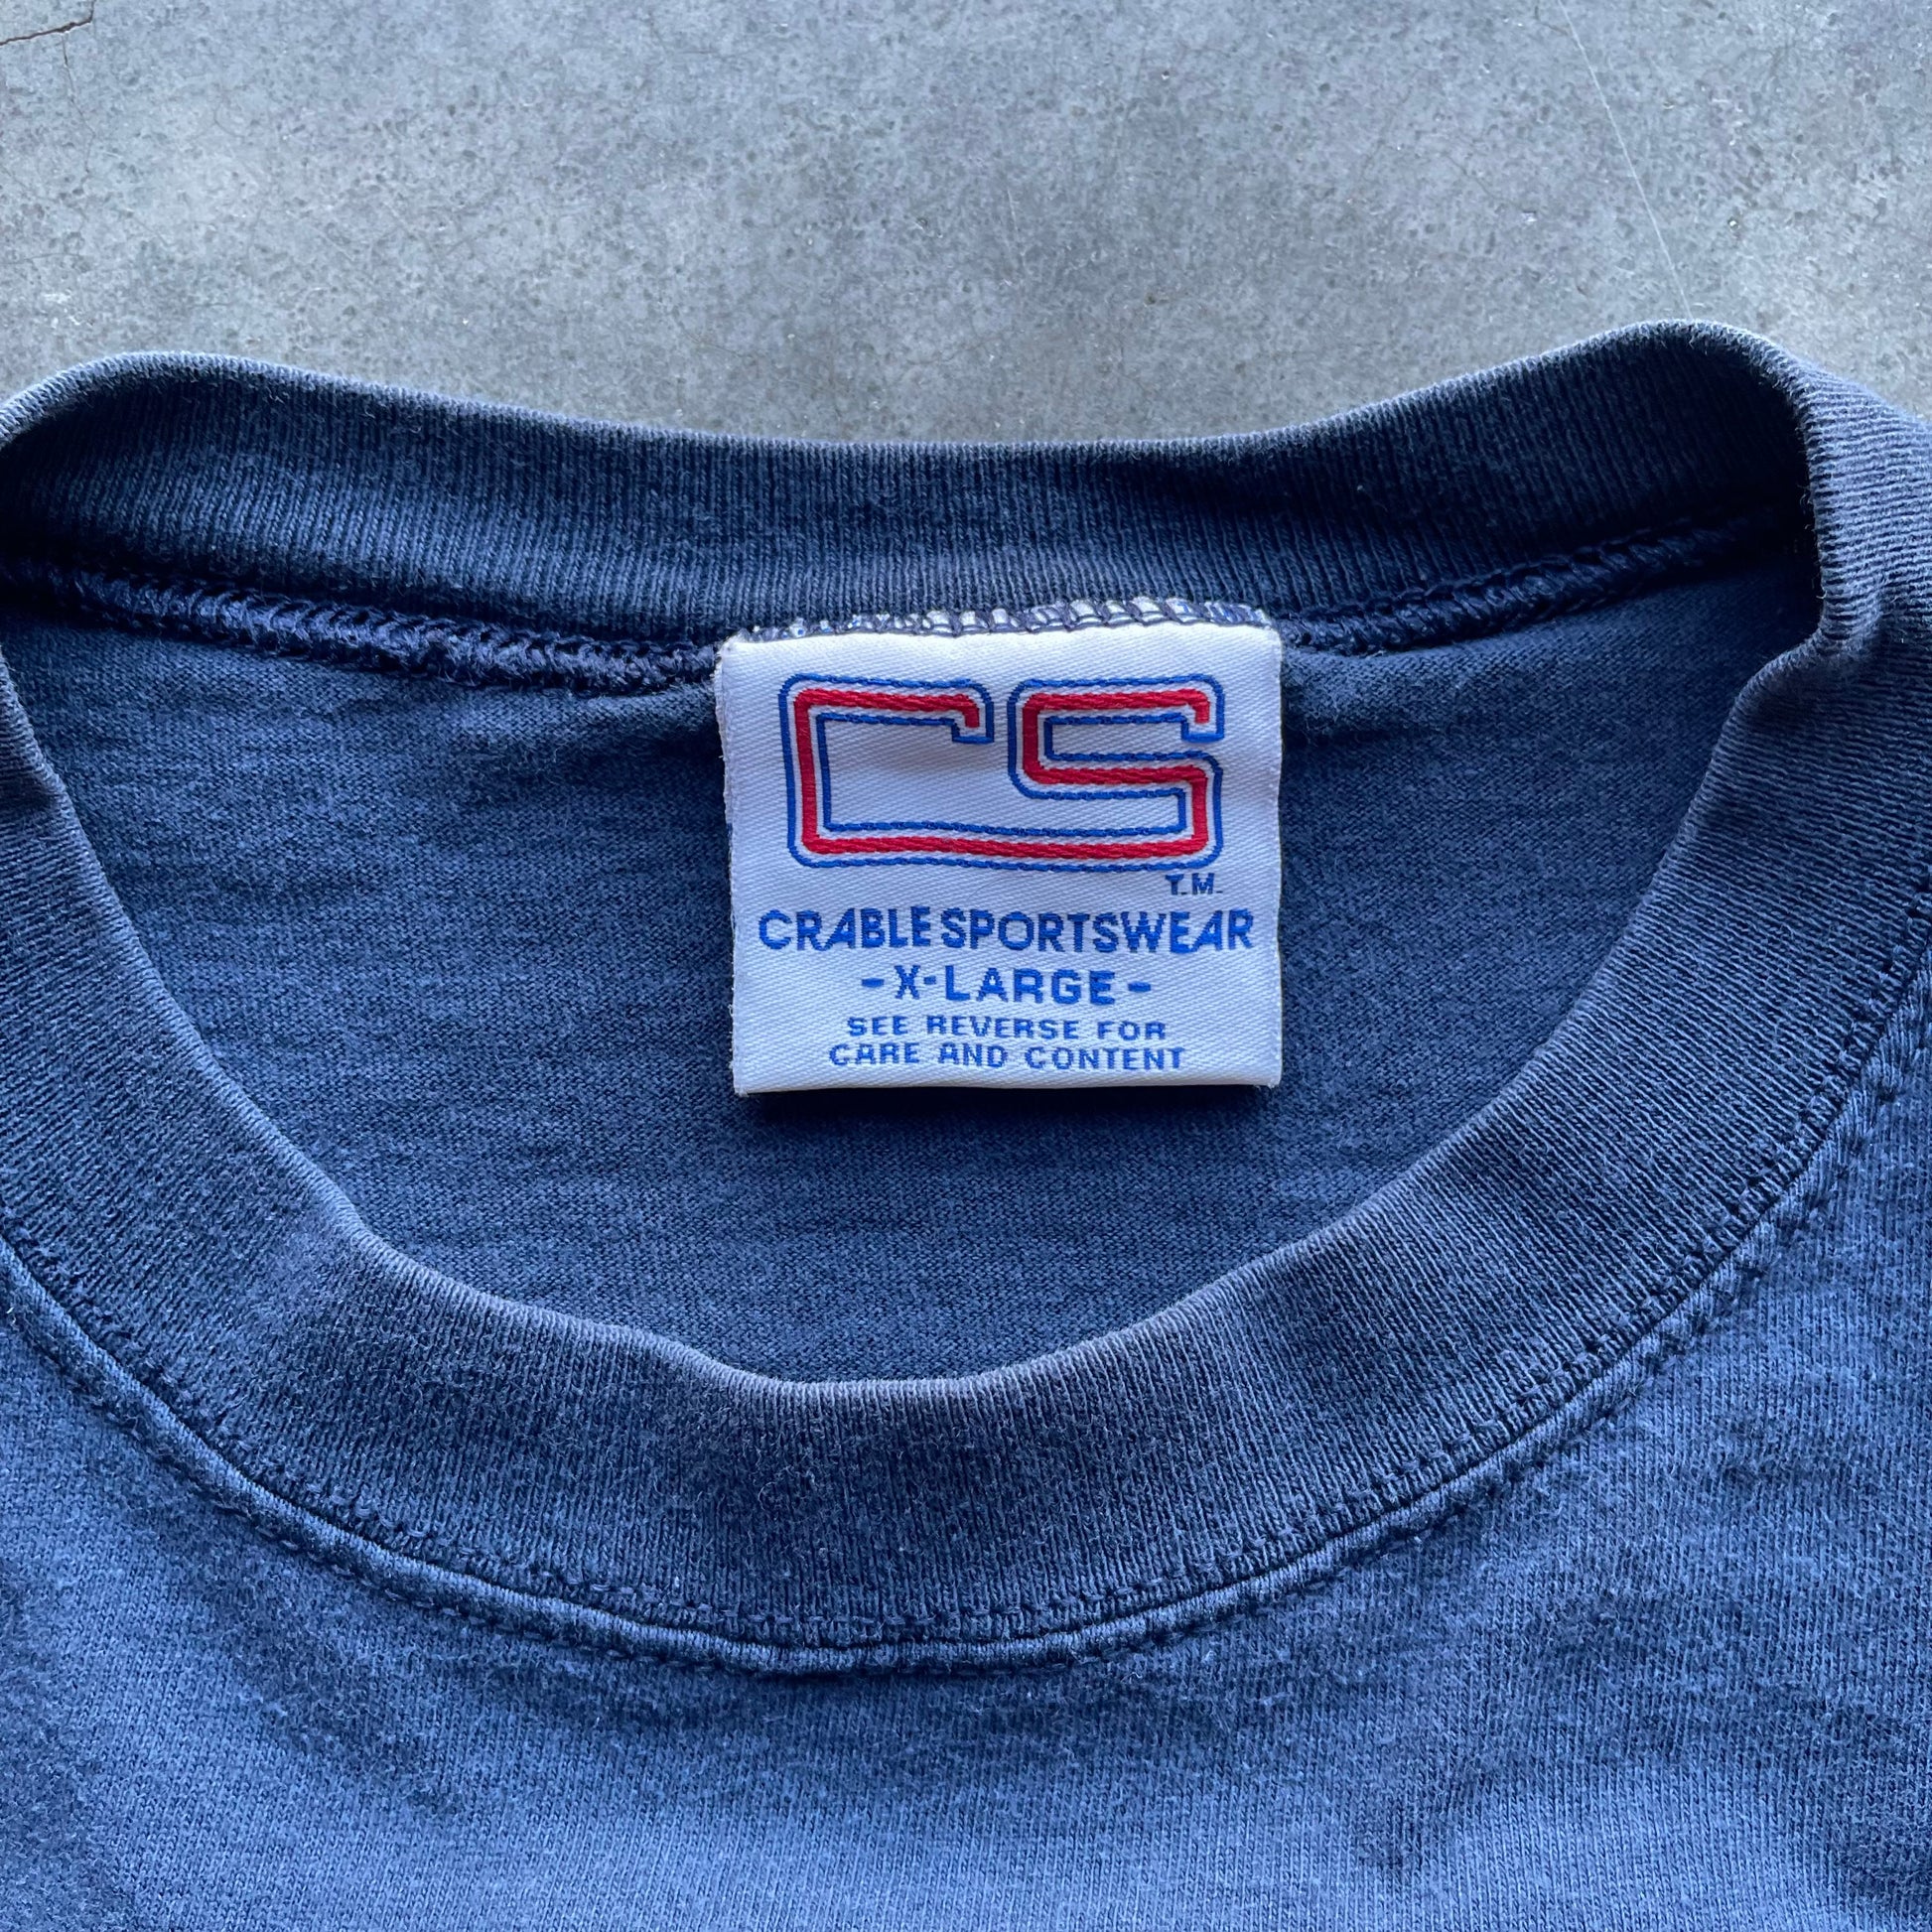 CS
T.M.
CRABLE SPORTSWEAR
-X-LARGE-
SEE REVERSE FOR
CARE AND CONTENT